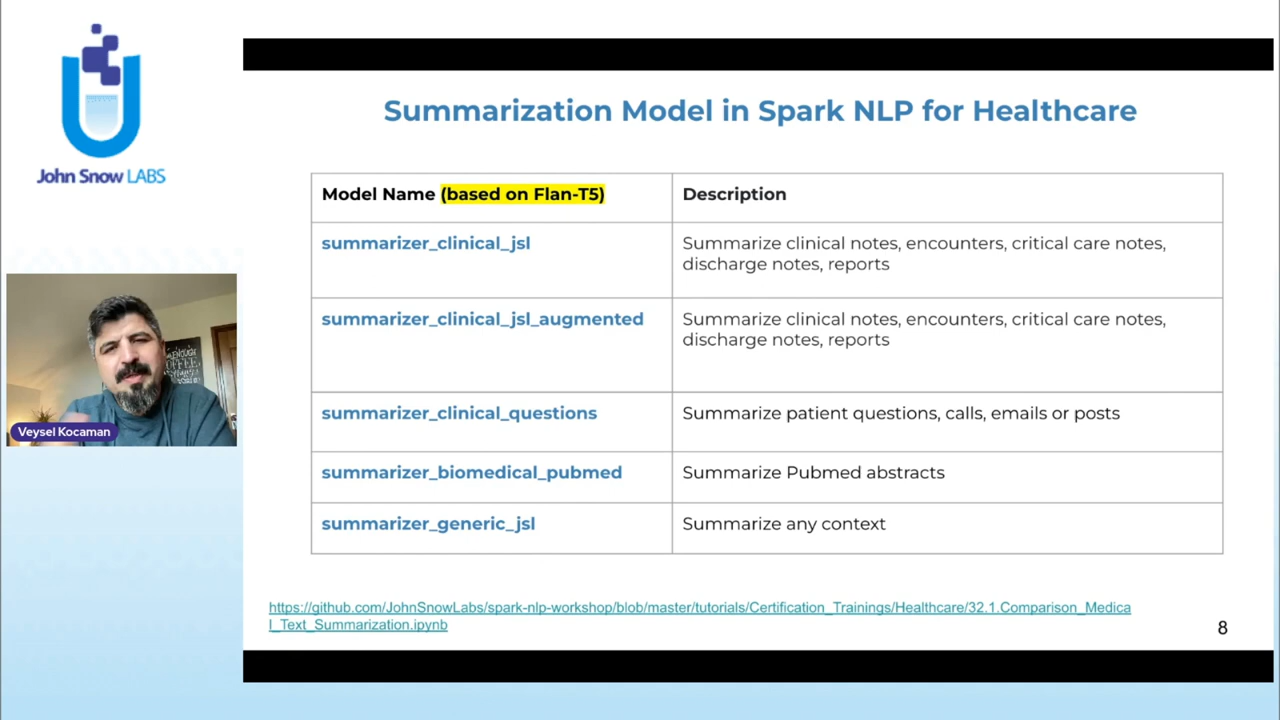 John Snow LABS
Summarization Model in Spark NLP for Healthcare
Model Name (based on Flan-T5)
Description
summarizer_clinical_jsl
Summarize clinical notes, encounters, critical care notes,
discharge notes, reports
summarizer_clinical_jsl_augmented
Summarize clinical notes, encounters, critical care notes,
discharge notes, reports
summarizer_clinical_questions
Summarize patient questions, calls, emails or posts
summarizer_biomedical_pubmed
Summarize Pubmed abstracts
summarizer_generic_jsl
Summarize any context
https://github.com/JohnSnowLabs/spark-nlp-workshop/blob/master/tutorials/Certification_Trainings/Healthcare/32.1.Comparison_Medica
l_Text_Summarization.ipynb
8
Veysel Kocaman